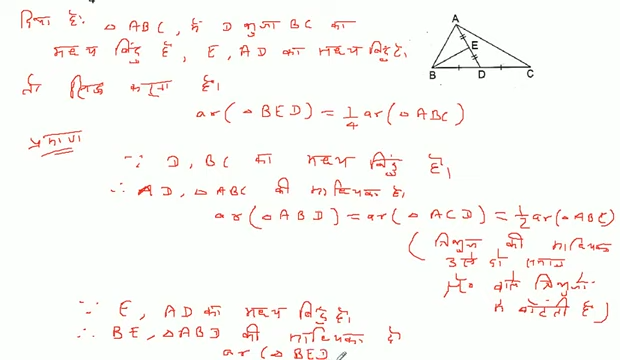 दिया है: △ABC, में D भुजा BC का
मध्य बिंदु है, E, AD का मध्य बिंदु है।
तो सिद्ध करना है।
ar(△BED) = 1/4 ar(△ABC)
प्रमाण
∵ D, BC का मध्य बिंदु है।
∴ AD, △ABC की माध्यिका है।
ar(△ABD) = ar(△ACD) = 1/2 ar(△ABC)
(त्रिभुज की माध्यिका
उसे दो समान
क्षे० वाले त्रिभुजों
में बाँटती है)
∵ E, AD का मध्य बिंदु है।
∴ BE, △ABD की माध्यिका है
ar(△BED
A
E
B
D
C